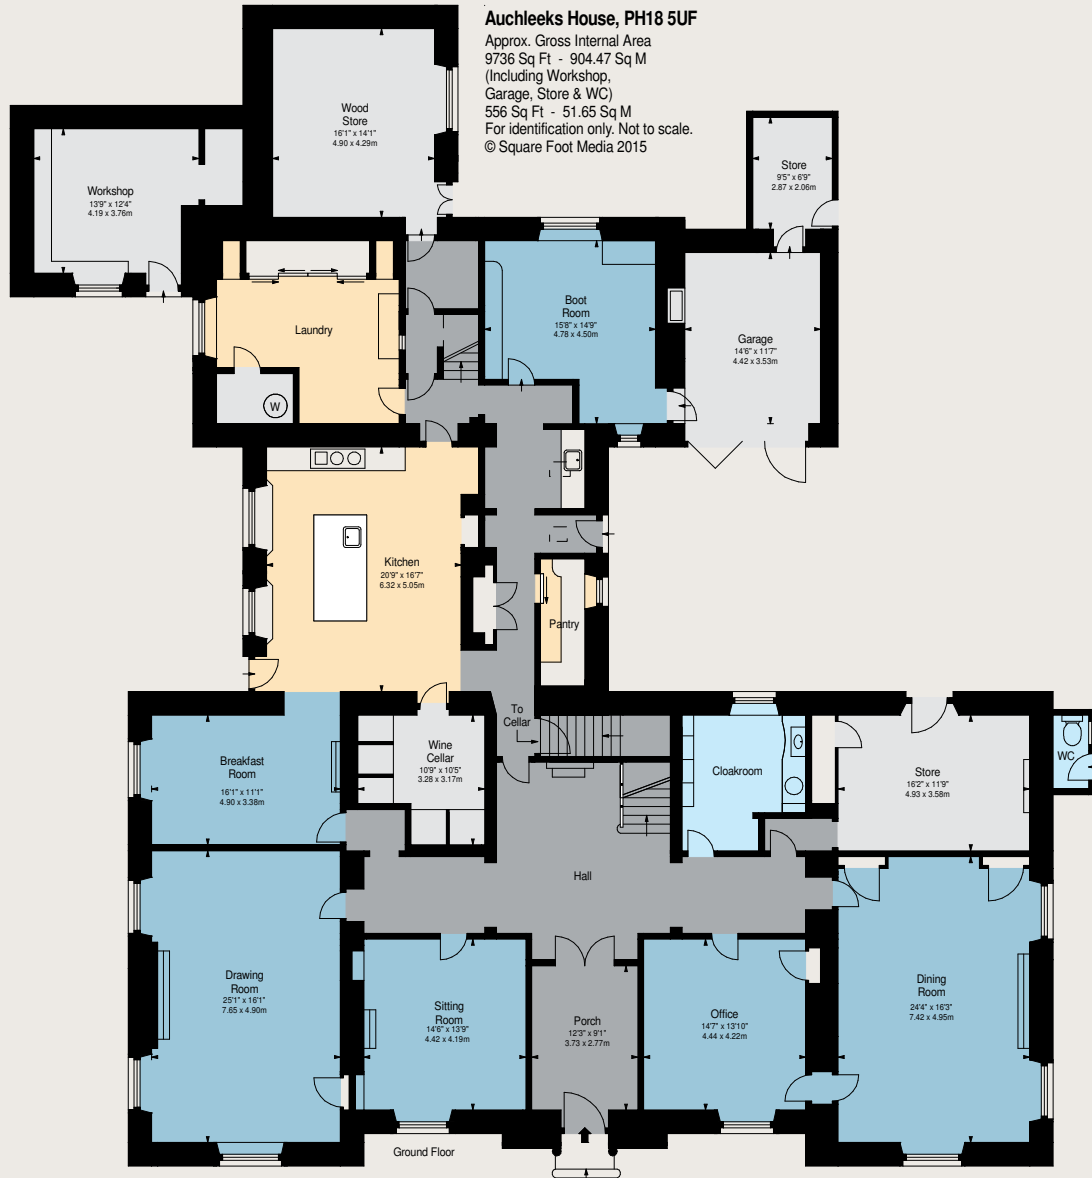 Auchleeks House, PH18 5UF
Approx. Gross Internal Area
9736 Sq Ft - 904.47 Sq M
(Including Workshop,
Garage, Store & WC)
556 Sq Ft - 51.65 Sq M
For identification only. Not to scale.
© Square Foot Media 2015
Wood
Store
16'1" x 14'1"
4.90 x 4.29m
Workshop
13'9" x 12'4"
4.19 x 3.76m
Store
9'5" x 6'9"
2.87 x 2.06m
Laundry
W
Boot
Room
15'8" x 14'9"
4.78 x 4.50m
Garage
14'6" x 11'7"
4.42 x 3.53m
Kitchen
20'9" x 16'7"
6.32 x 5.05m
Pantry
To
Cellar
Breakfast
Room
16'1" x 11'1"
4.90 x 3.38m
Wine
Cellar
10'9" x 10'5"
3.28 x 3.17m
Cloakroom
Store
16'2" x 11'9"
4.93 x 3.58m
WC
Hall
Drawing
Room
25'1" x 16'1"
7.65 x 4.90m
Sitting
Room
14'6" x 13'9"
4.42 x 4.19m
Porch
12'3" x 9'1"
3.73 x 2.77m
Office
14'7" x 13'10"
4.44 x 4.22m
Dining
Room
24'4" x 16'3"
7.42 x 4.95m
Ground Floor